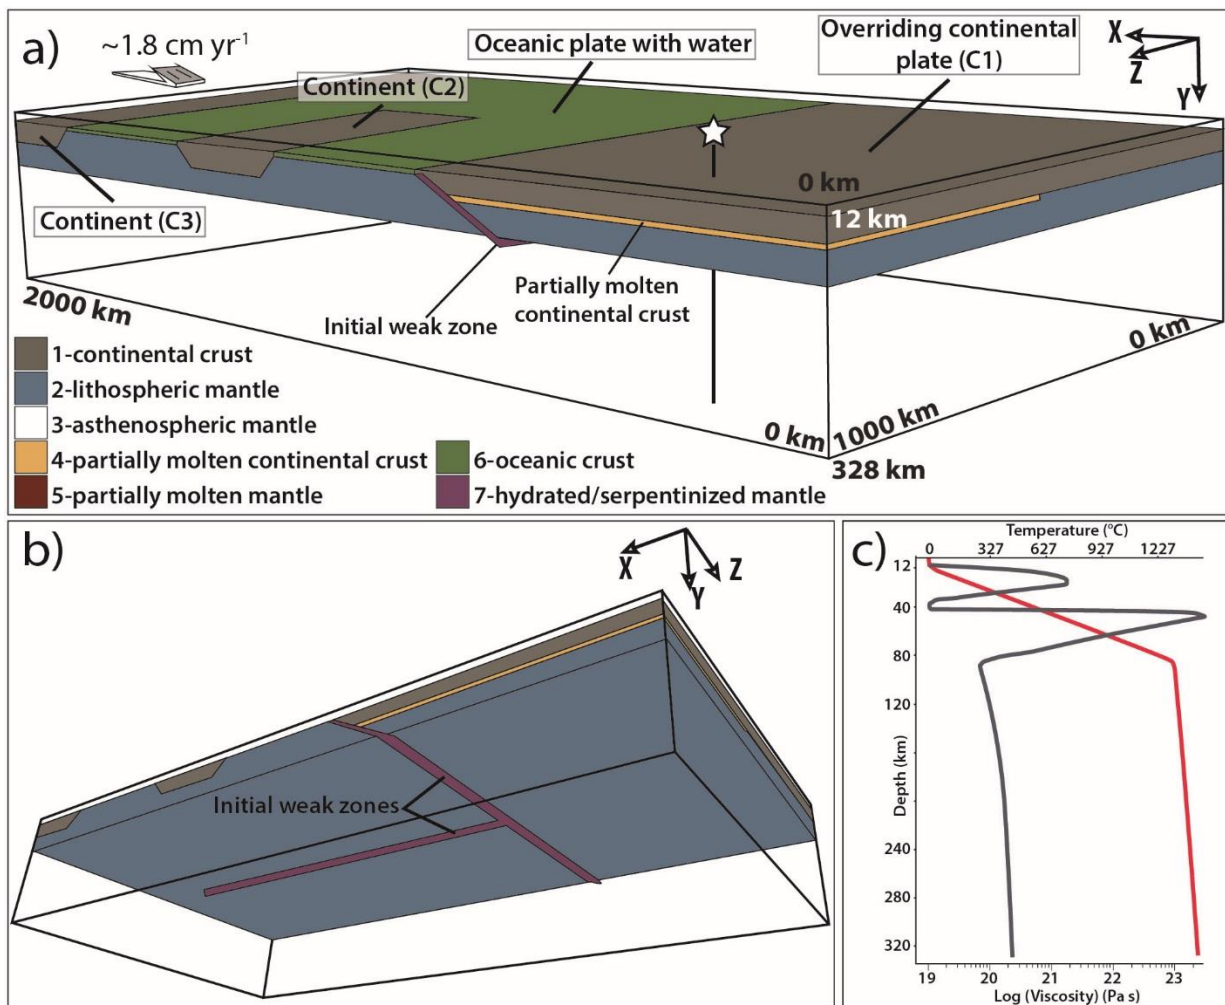 a)
~1.8 cm yr-1
Oceanic plate with water
Overriding continental
plate (C1)
X
Z
Y
Continent (C2)
Continent (C3)
0 km
12 km
Partially molten
continental crust
Initial weak zone
2000 km
0 km
0 km
1000 km
328 km
1-continental crust
2-lithospheric mantle
3-asthenospheric mantle
4-partially molten continental crust
5-partially molten mantle
6-oceanic crust
7-hydrated/serpentinized mantle
b)
X
Y
Z
Initial weak zones
c)
Temperature (°C)
0 327 627 927 1227
12
40
80
120
Depth (km)
240
280
320
19 20 21 22 23
Log (Viscosity) (Pa s)